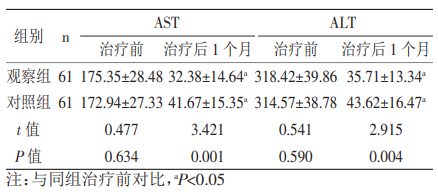 组别 n AST ALT
治疗前 治疗后1个月 治疗前 治疗后1个月
观察组 61 175.35±28.48 32.38±14.64ᵃ 318.42±39.86 35.71±13.34ᵃ
对照组 61 172.94±27.33 41.67±15.35ᵃ 314.57±38.78 43.62±16.47ᵃ
t值 0.477 3.421 0.541 2.915
P值 0.634 0.001 0.590 0.004
注:与同组治疗前对比,ᵃP<0.05